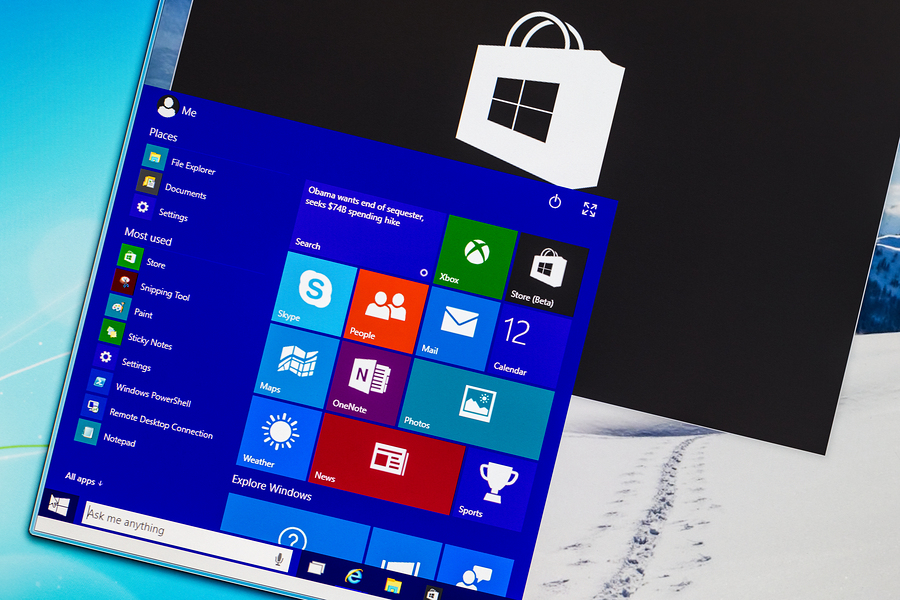 Me
Places
File Explorer
Documents
Settings
Most used
Store
Snipping Tool
Paint
Sticky Notes
Settings
Windows PowerShell
Remote Desktop Connection
Notepad
All apps ↓
Ask me anything
Obama wants end of sequester,
seeks $74B spending hike
Search
Xbox
Store (Beta)
Skype
People
Mail
12
Calendar
Maps
OneNote
Photos
Weather
News
Sports
Explore Windows